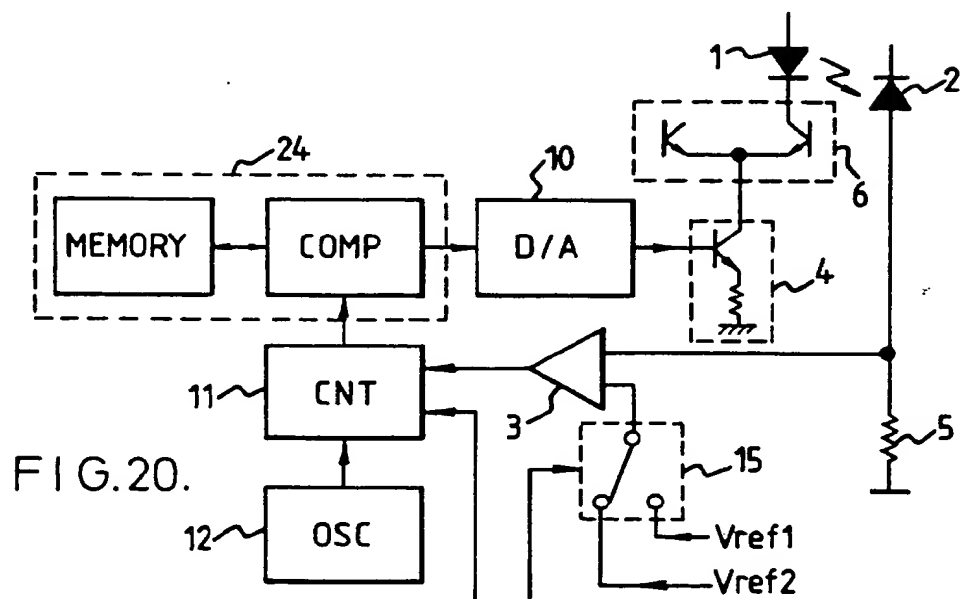 1
2
24
10
6
MEMORY
COMP
D/A
4
11
CNT
3
5
15
FIG.20.
12
OSC
Vref1
Vref2